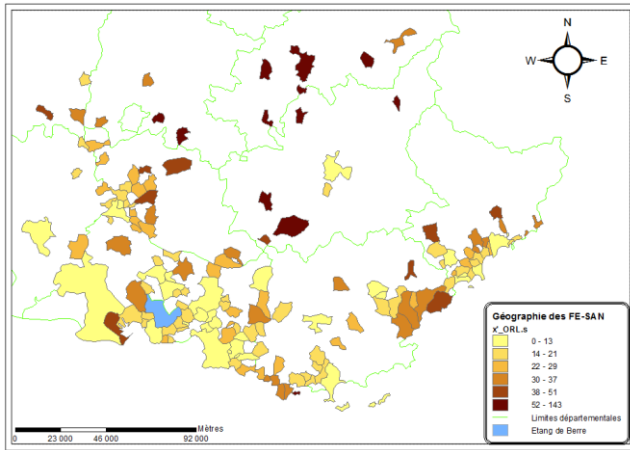 N
W E
S
Géographie des FE-SAN
x'_ORL.s
0 - 13
14 - 21
22 - 29
30 - 37
38 - 51
52 - 143
Limites départementales
Etang de Berre
Mètres
0 23 000 46 000 92 000